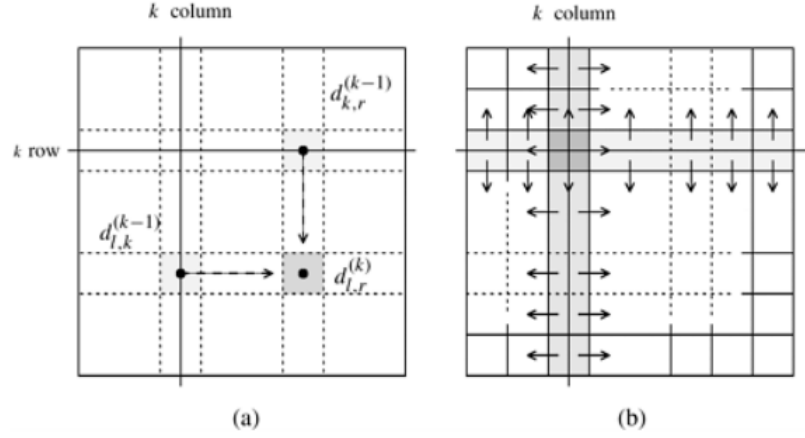 k column
k column
d_{k,r}^{(k-1)}
k row
d_{l,k}^{(k-1)}
d_{l,r}^{(k)}
(a)
(b)